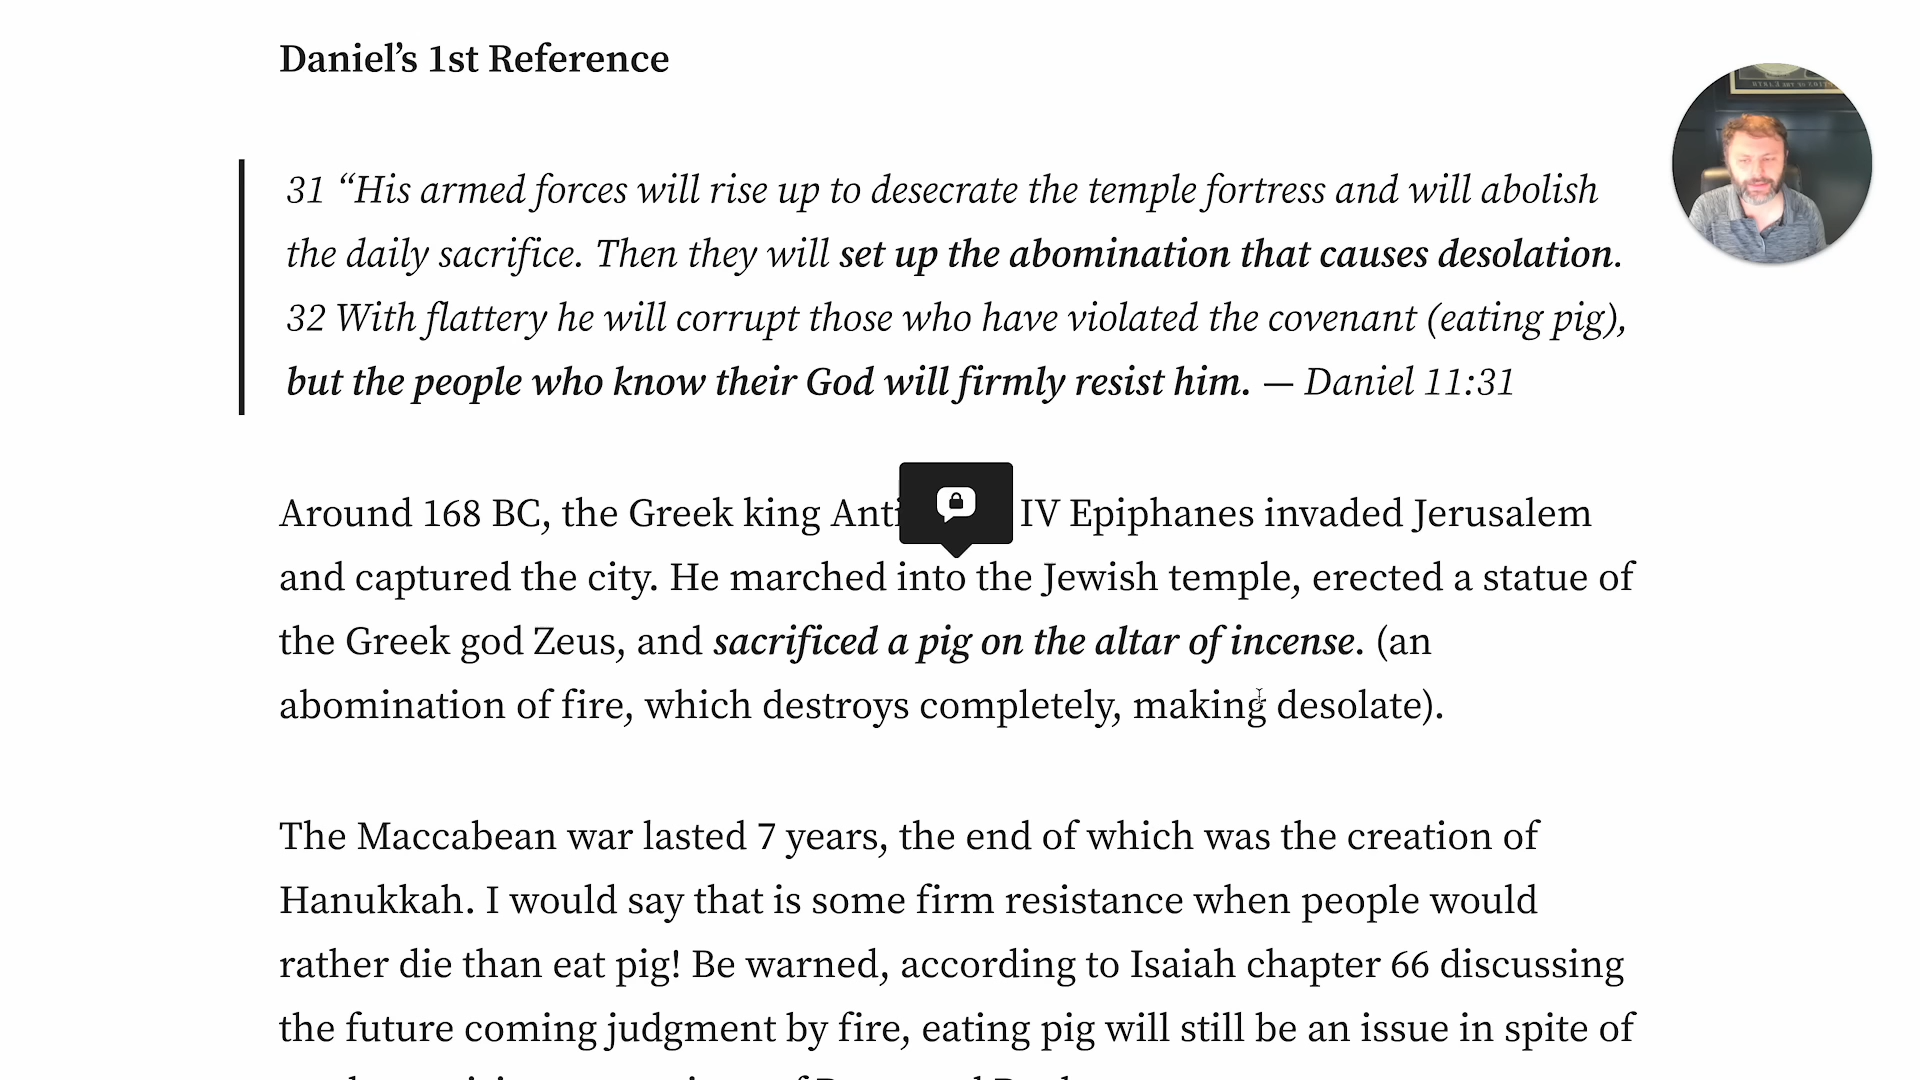 Daniel’s 1st Reference
31 “His armed forces will rise up to desecrate the temple fortress and will abolish
the daily sacrifice. Then they will set up the abomination that causes desolation.
32 With flattery he will corrupt those who have violated the covenant (eating pig),
but the people who know their God will firmly resist him. — Daniel 11:31
Around 168 BC, the Greek king Anti IV Epiphanes invaded Jerusalem
and captured the city. He marched into the Jewish temple, erected a statue of
the Greek god Zeus, and sacrificed a pig on the altar of incense. (an
abomination of fire, which destroys completely, making desolate).
The Maccabean war lasted 7 years, the end of which was the creation of
Hanukkah. I would say that is some firm resistance when people would
rather die than eat pig! Be warned, according to Isaiah chapter 66 discussing
the future coming judgment by fire, eating pig will still be an issue in spite of